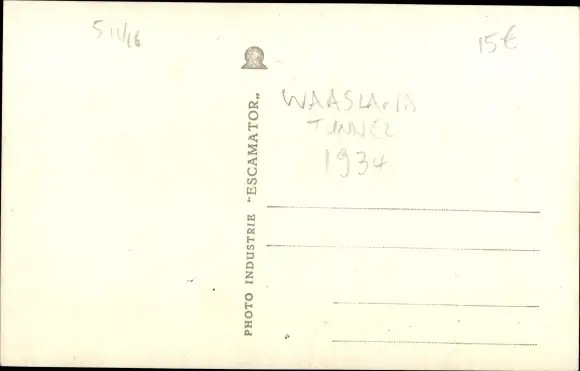 5 11/16
15€
WAASLAND
TUNNEL
1934
PHOTO INDUSTRIE "ESCAMATOR„